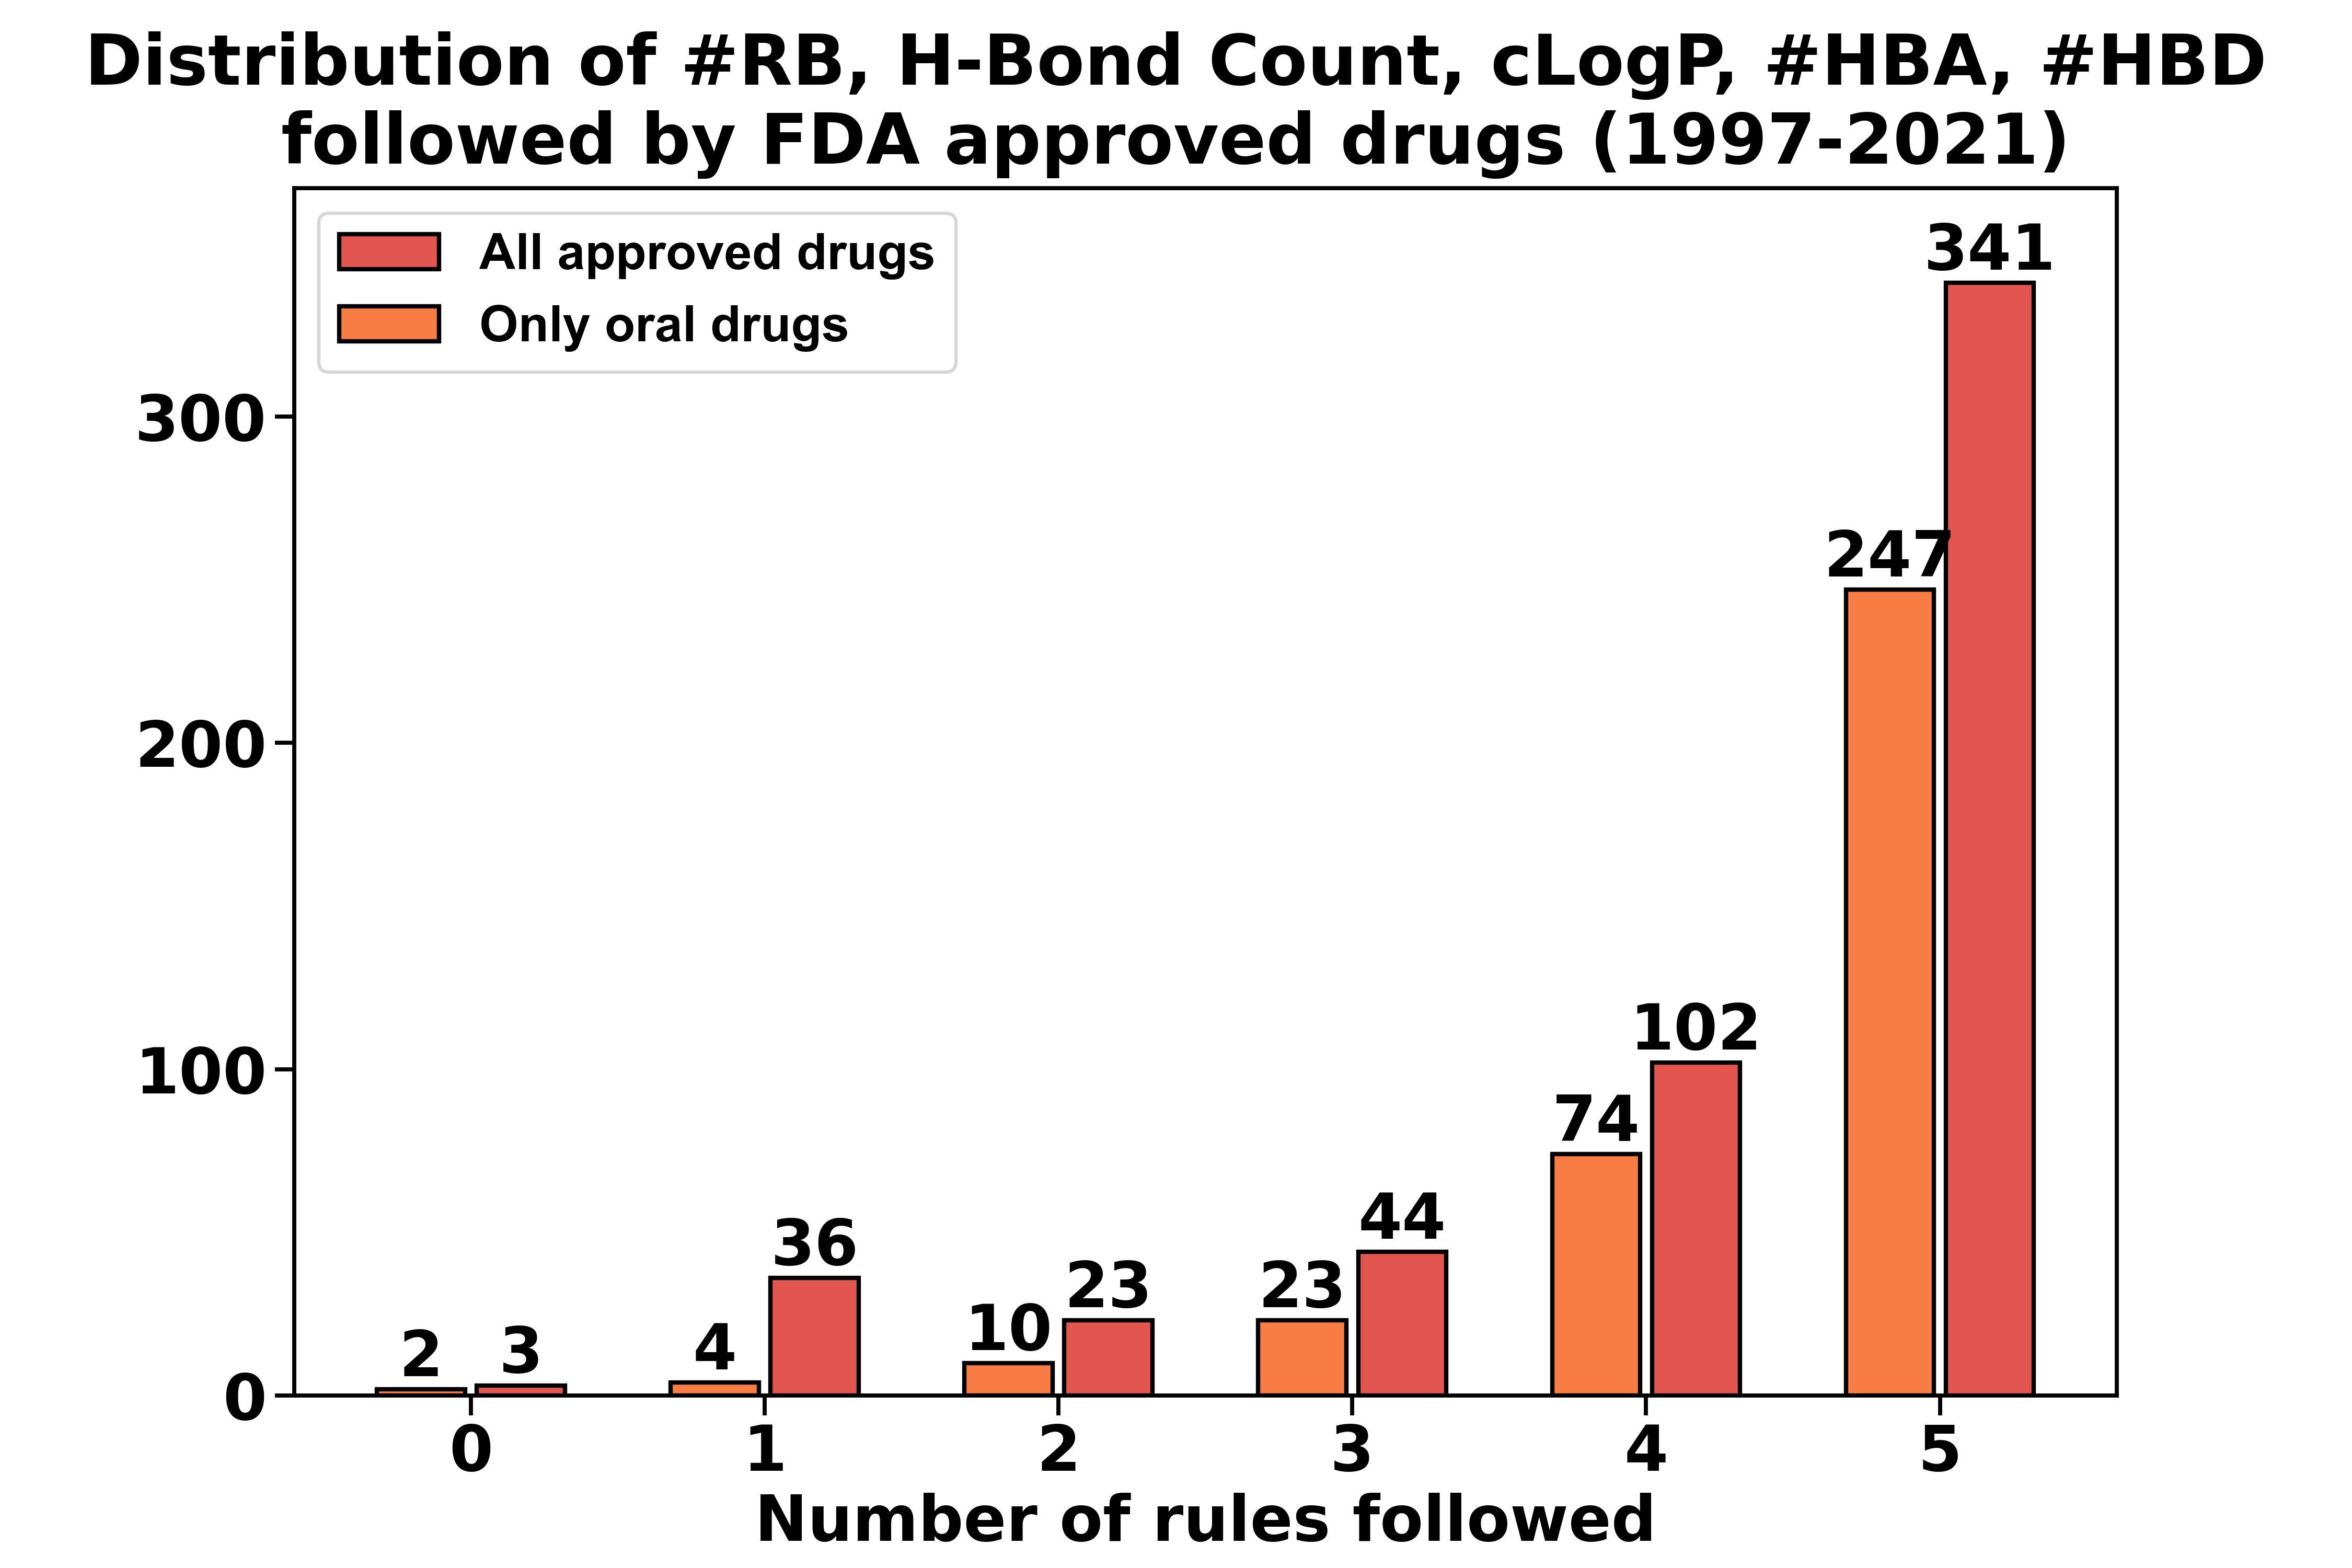 Distribution of #RB, H-Bond Count, cLogP, #HBA, #HBD
followed by FDA approved drugs (1997-2021)
All approved drugs
Only oral drugs
341
300
247
200
102
100
74
44
36
23
23
10
4
3
2
0
0 1 2 3 4 5
Number of rules followed